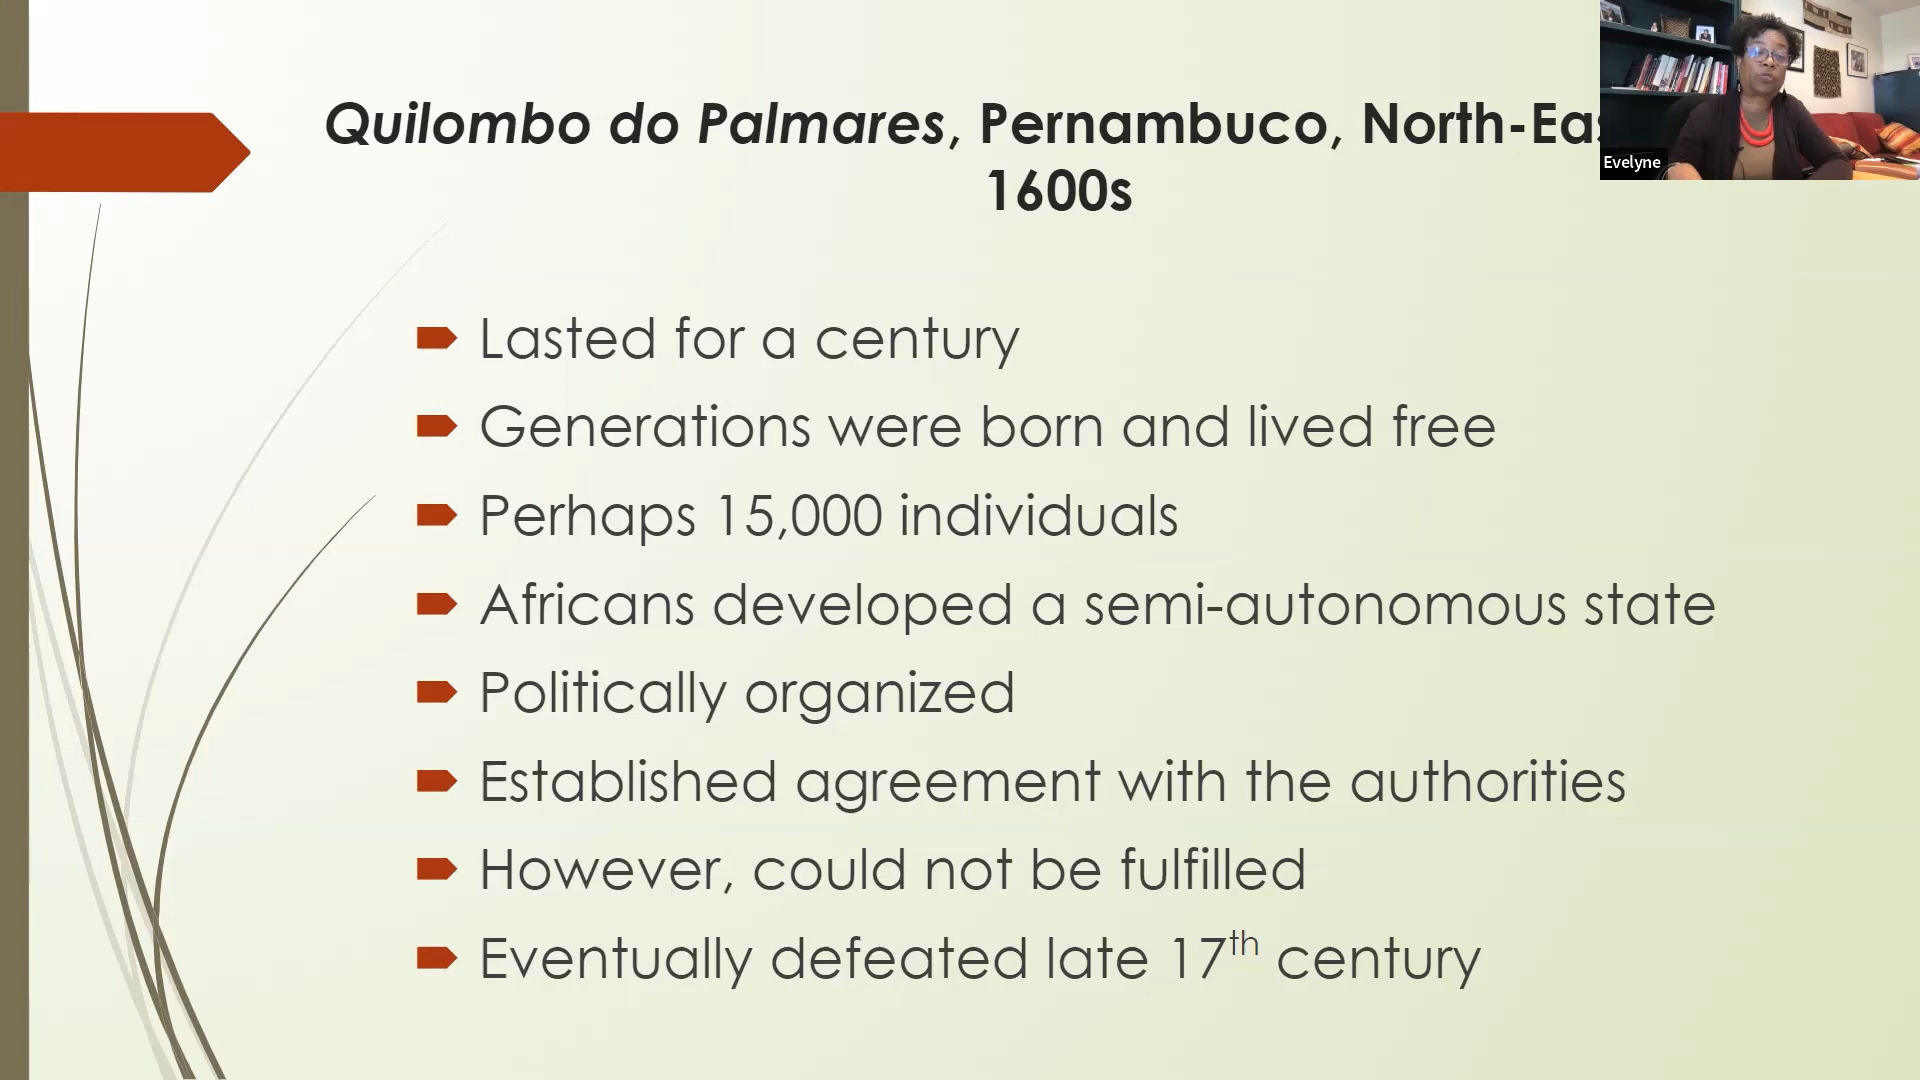 Quilombo do Palmares, Pernambuco, North-
1600s
Evelyne
Lasted for a century
Generations were born and lived free
Perhaps 15,000 individuals
Africans developed a semi-autonomous state
Politically organized
Established agreement with the authorities
However, could not be fulfilled
Eventually defeated late 17th century